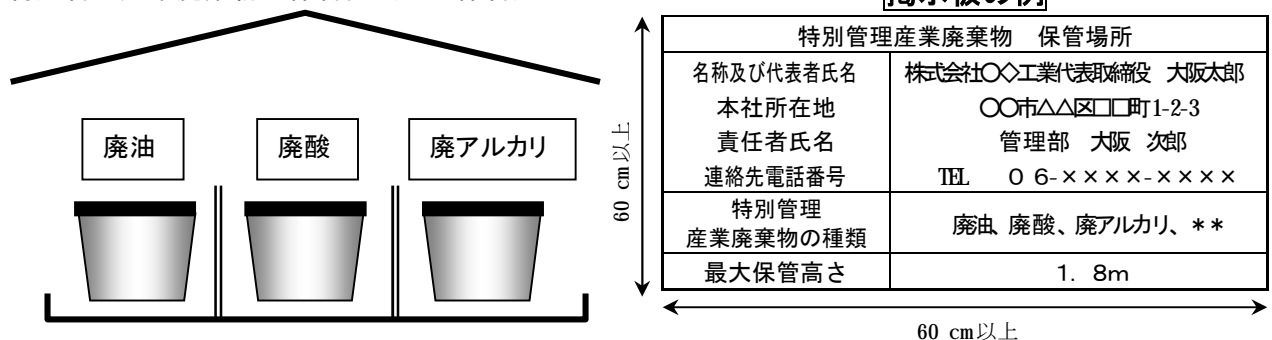 掲示板の例
廃油
廃酸
廃アルカリ
60 cm以上
特別管理産業廃棄物 保管場所
名称及び代表者氏名 株式会社〇◇工業代表取締役 大阪太郎
本社所在地 〇〇市△△区□□町1-2-3
責任者氏名 管理部 大阪 次郎
連絡先電話番号 TEL 06-××××-××××
特別管理
産業廃棄物の種類 廃油、廃酸、廃アルカリ、**
最大保管高さ 1.8m
60 cm以上